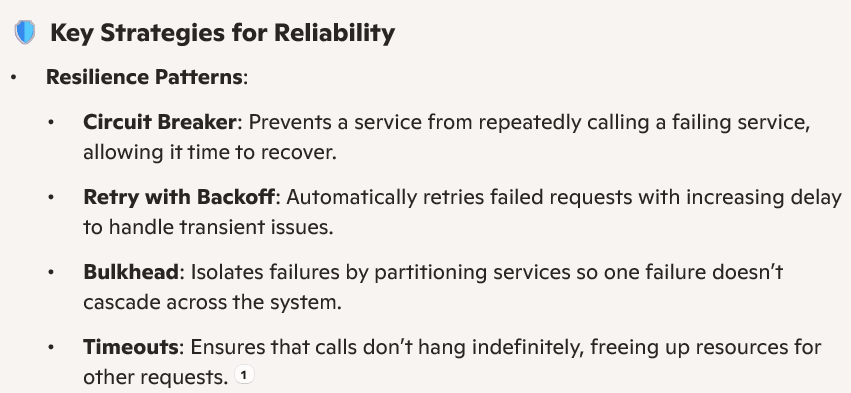 🛡️ Key Strategies for Reliability
• Resilience Patterns:
• Circuit Breaker: Prevents a service from repeatedly calling a failing service,
allowing it time to recover.
• Retry with Backoff: Automatically retries failed requests with increasing delay
to handle transient issues.
• Bulkhead: Isolates failures by partitioning services so one failure doesn’t
cascade across the system.
• Timeouts: Ensures that calls don’t hang indefinitely, freeing up resources for
other requests. 1